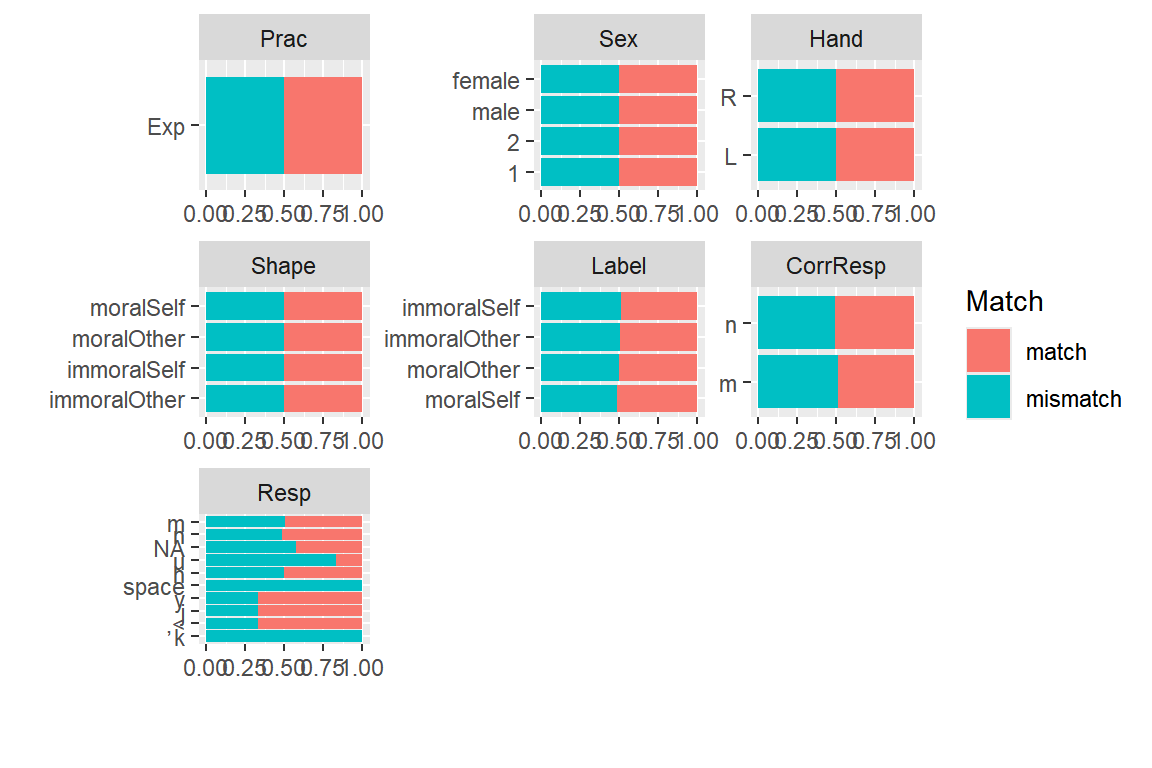 Prac
Exp
0.00 0.25 0.50 0.75 1.00
Sex
female
male
2
1
0.00 0.25 0.50 0.75 1.00
Hand
R
L
0.00 0.25 0.50 0.75 1.00
Shape
moralSelf
moralOther
immoralSelf
immoralOther
0.00 0.25 0.50 0.75 1.00
Label
immoralSelf
immoralOther
moralOther
moralSelf
0.00 0.25 0.50 0.75 1.00
CorrResp
n
m
0.00 0.25 0.50 0.75 1.00
Match
match
mismatch
Resp
m
n
NA
u
h
space
y
k
0.00 0.25 0.50 0.75 1.00